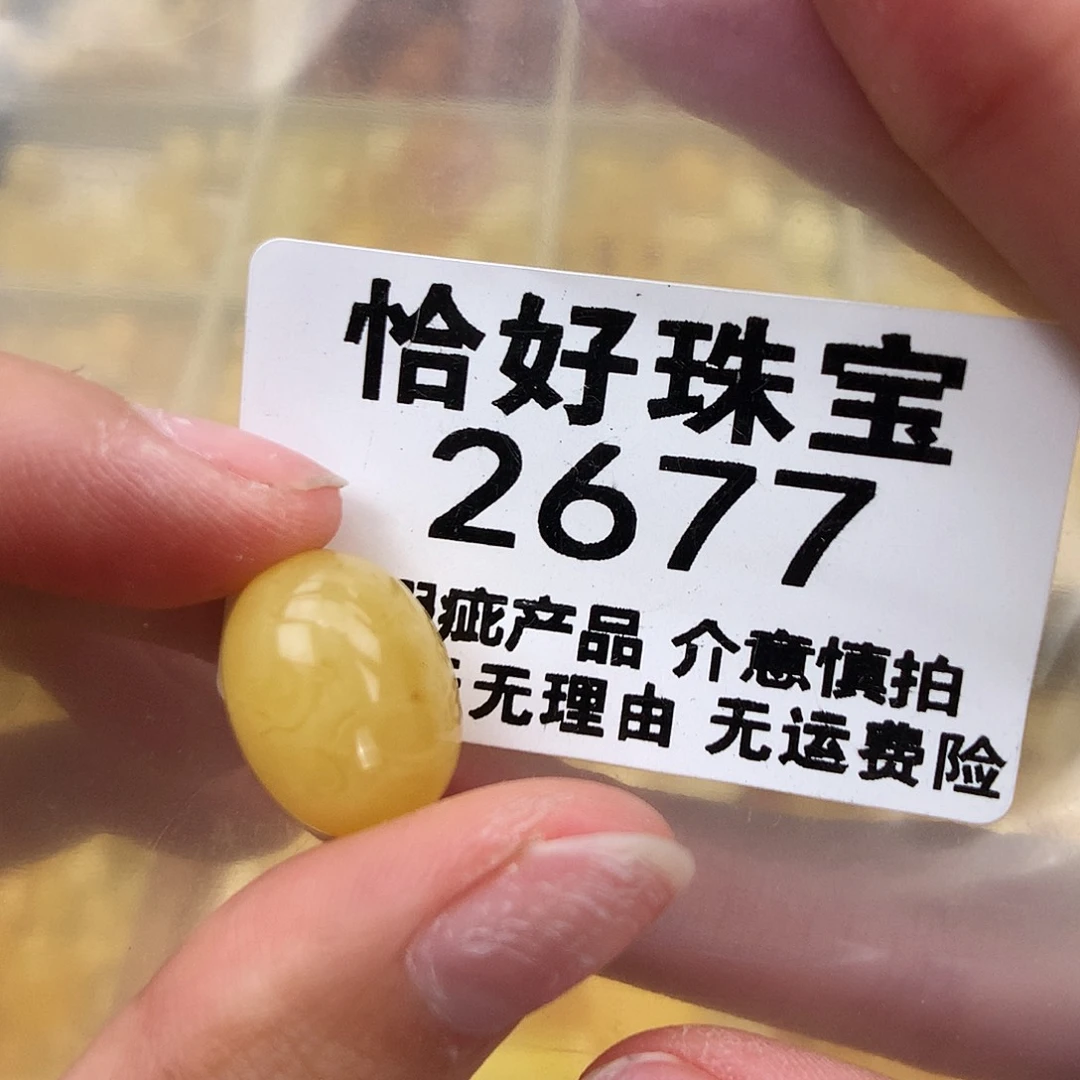 恰好珠宝
2677
瑕疵产品 介意慎拍
无理由 无运费险